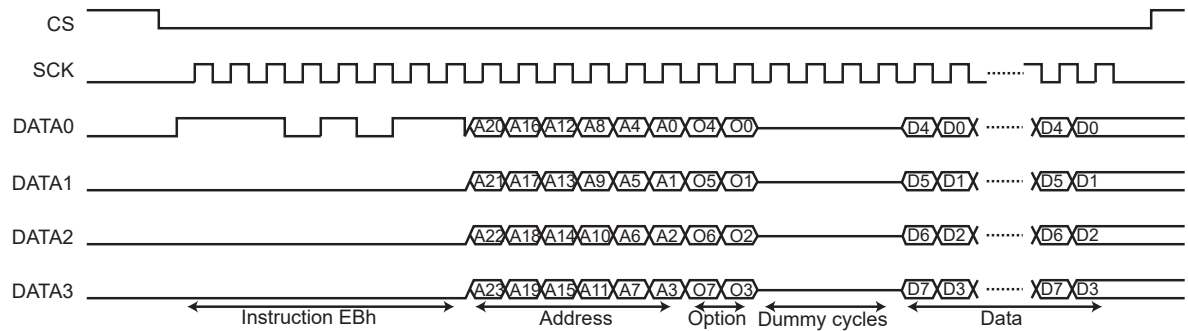 CS
SCK
DATA0 A20 A16 A12 A8 A4 A0 O4 O0 D4 D0 D4 D0
DATA1 A21 A17 A13 A9 A5 A1 O5 O1 D5 D1 D5 D1
DATA2 A22 A18 A14 A10 A6 A2 O6 O2 D6 D2 D6 D2
DATA3 A23 A19 A15 A11 A7 A3 O7 O3 D7 D3 D7 D3
Instruction EBh Address Option Dummy cycles Data